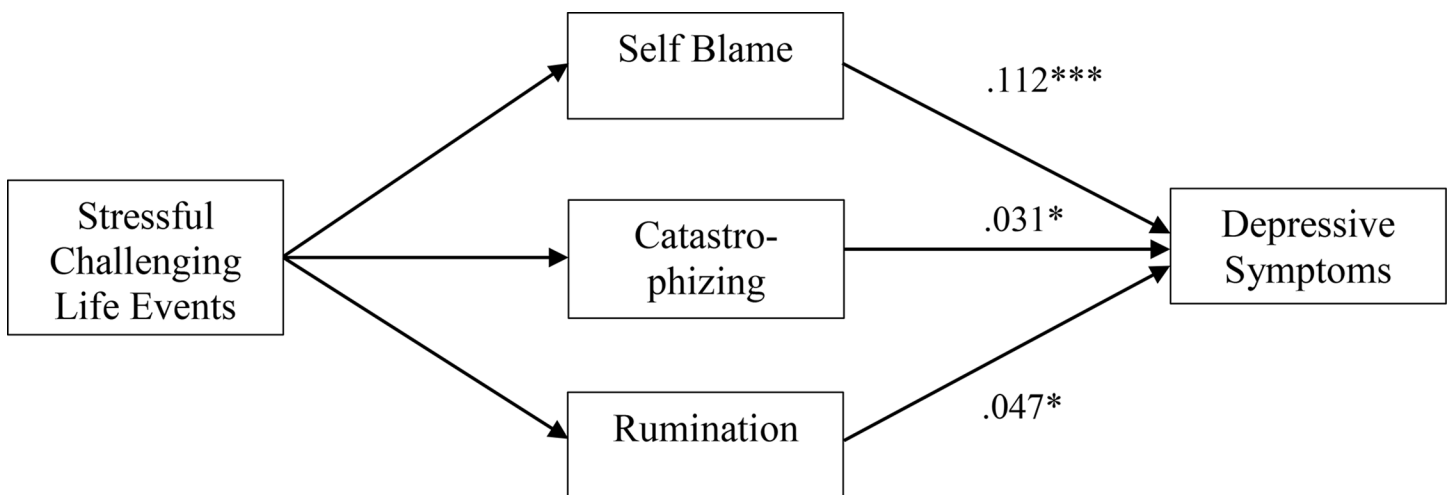 Stressful
Challenging
Life Events
Self Blame
Catastro-
phizing
Rumination
.112***
.031*
.047*
Depressive
Symptoms